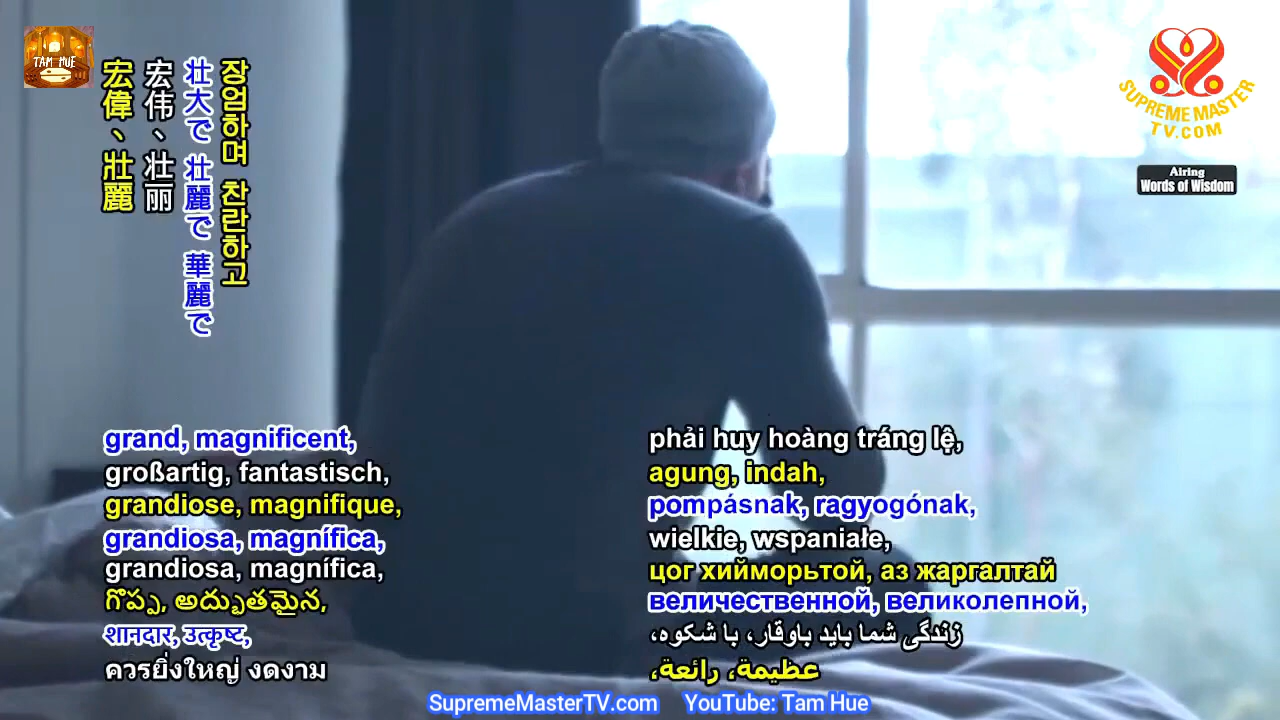 TAM HUE
宏偉、壯麗
宏伟、壮丽
壮大で 壮麗で 華麗で
장엄하며 찬란하고
SUPREME MASTER
TV.COM
Airing
Words of Wisdom
grand, magnificent,
großartig, fantastisch,
grandiose, magnifique,
grandiosa, magnífica,
grandiosa, magnífica,
గొప్ప, అద్భుతమైన,
शानदार, उत्कृष्ट,
ควรยิ่งใหญ่ งดงาม
phải huy hoàng tráng lệ,
agung, indah,
pompásnak, ragyogónak,
wielkie, wspaniałe,
цог хийморьтой, аз жаргалтай
величественной, великолепной,
زندگی شما باید باوقار، با شکوه،
عظيمة، رائعة،
SupremeMasterTV.com YouTube: Tam Hue